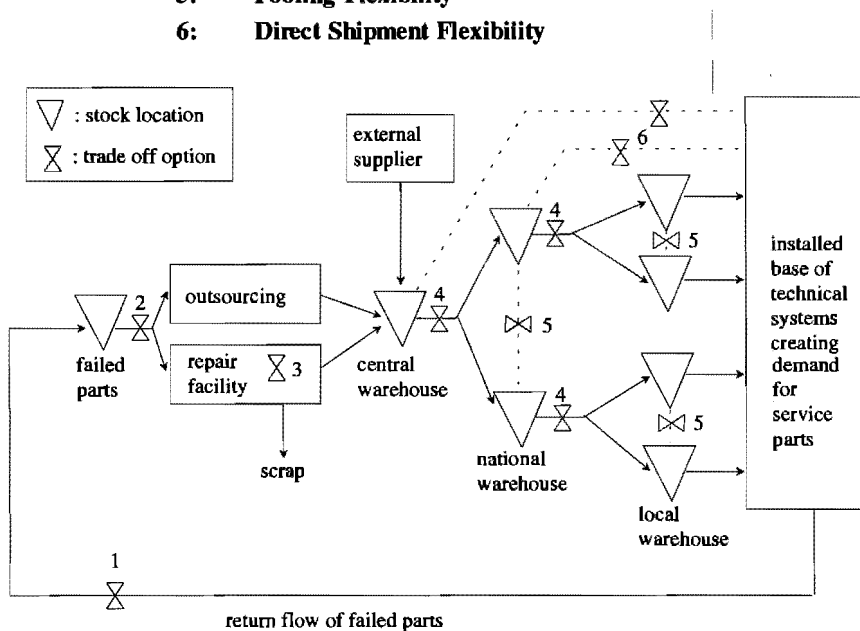 6: Direct Shipment Flexibility
: stock location
: trade off option
external
supplier
6
4
5
installed
base of
technical
systems
creating
demand
for
service
parts
2
outsourcing
4
5
failed
parts
repair
facility
3
central
warehouse
4
5
scrap
national
warehouse
local
warehouse
1
return flow of failed parts